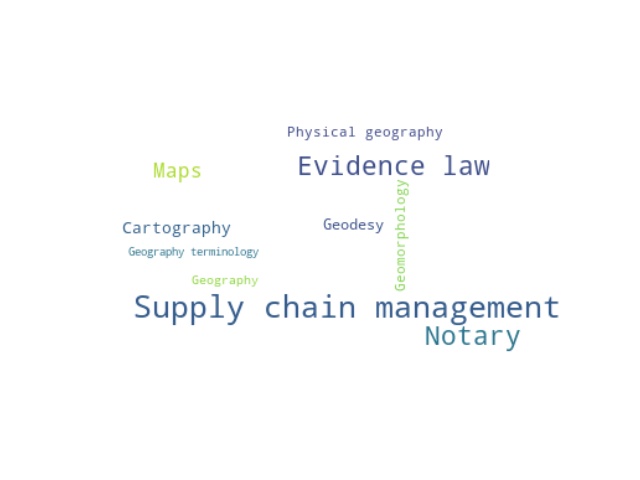 Physical geography
Evidence law
Maps
Geomorphology
Cartography
Geodesy
Geography terminology
Geography
Supply chain management
Notary